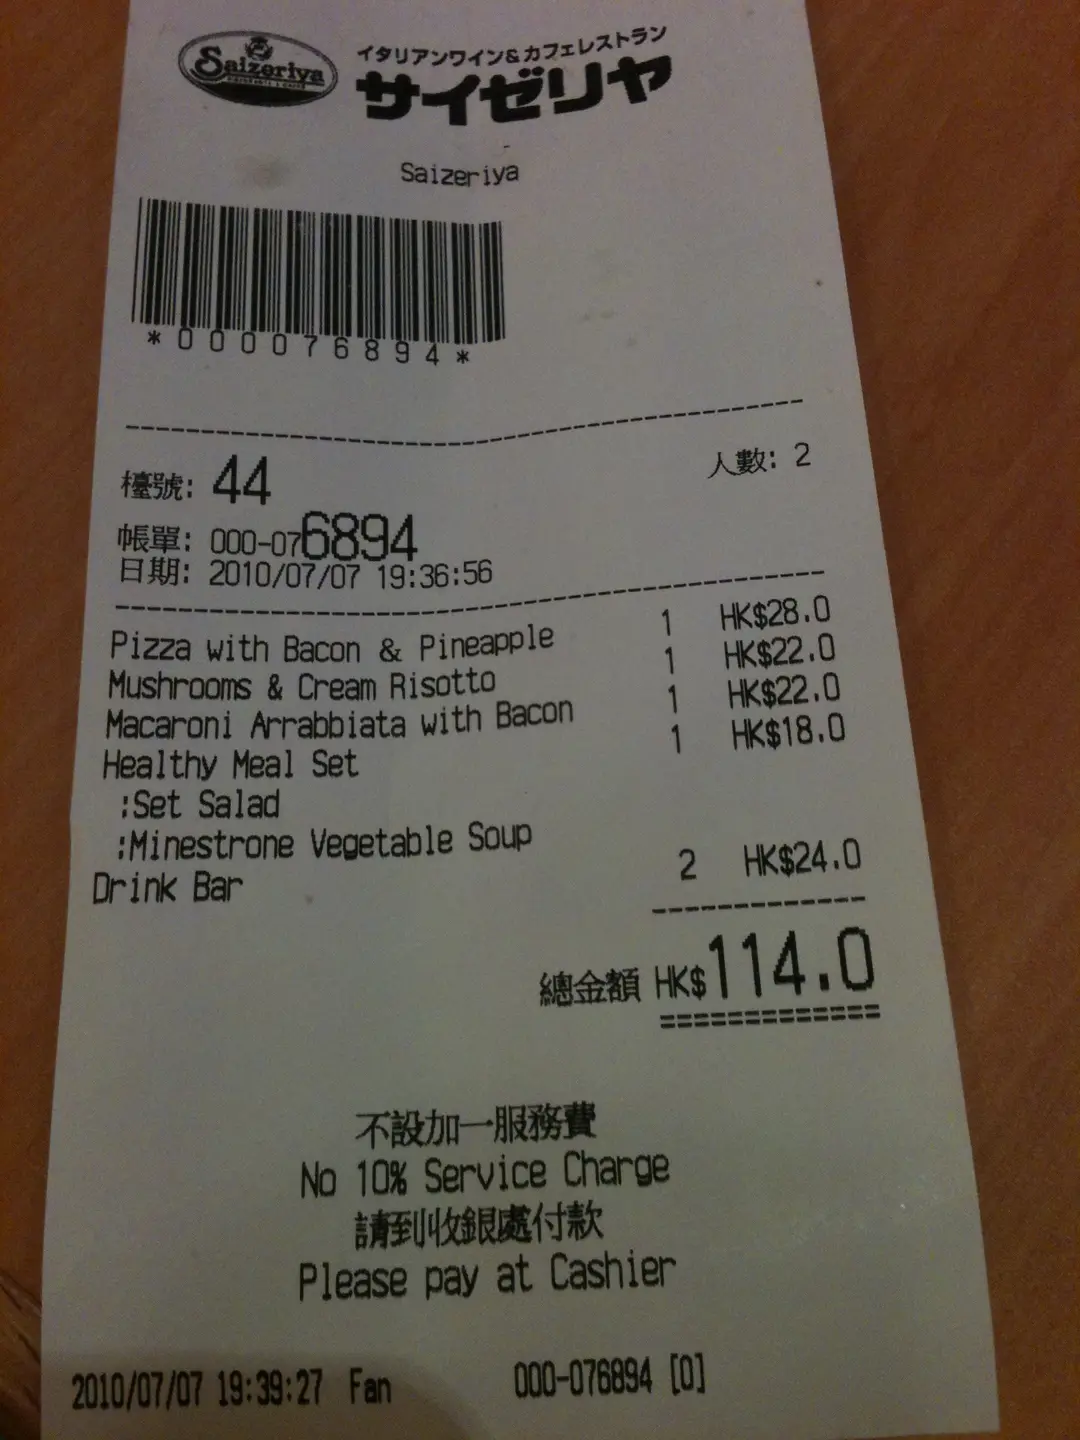 Saizeriya
イタリアンワイン&カフェレストラン
サイゼリヤ
Saizeriya
*000076894*
檯號: 44
人數: 2
帳單: 000-076894
日期: 2010/07/07 19:36:56
Pizza with Bacon & Pineapple 1 HK$28.0
Mushrooms & Cream Risotto 1 HK$22.0
Macaroni Arrabbiata with Bacon 1 HK$22.0
Healthy Meal Set 1 HK$18.0
:Set Salad
:Minestrone Vegetable Soup
Drink Bar 2 HK$24.0
總金額 HK$114.0
不設加一服務費
No 10% Service Charge
請到收銀處付款
Please pay at Cashier
2010/07/07 19:39:27 Fan 000-076894 [0]